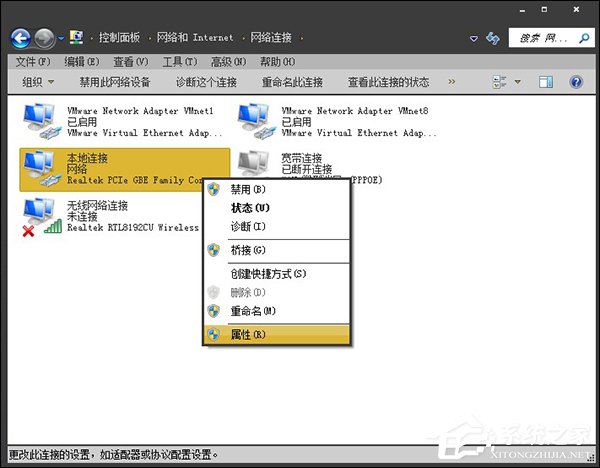 控制面板 网络和 Internet 网络连接 搜索 网...
文件(F) 编辑(E) 查看(V) 工具(T) 高级(N) 帮助(H)
组织 禁用此网络设备 诊断这个连接 重命名此连接 查看此连接的状态 »
VMware Network Adapter VMnet1
已启用
VMware Virtual Ethernet Adap...
VMware Network Adapter VMnet8
已启用
VMware Virtual Ethernet Adap...
本地连接
网络
Realtek PCIe GBE Family Con
宽带连接
已断开连接
PPPOE)
无线网络连接
未连接
Realtek RTL8192CU Wireless
禁用(B)
状态(U)
诊断(I)
桥接(G)
创建快捷方式(S)
删除(D)
重命名(M)
属性(R)
更改此连接的设置，如适配器或协议配置设置。
系统之家
XITONGZHIJIA.NET